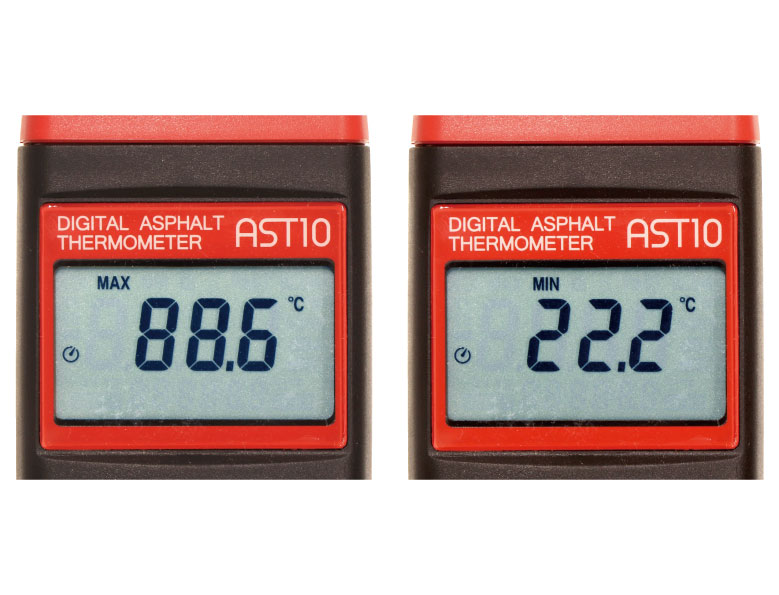 DIGITAL ASPHALT
THERMOMETER AST10
MAX
88.6 °C
DIGITAL ASPHALT
THERMOMETER AST10
MIN
22.2 °C